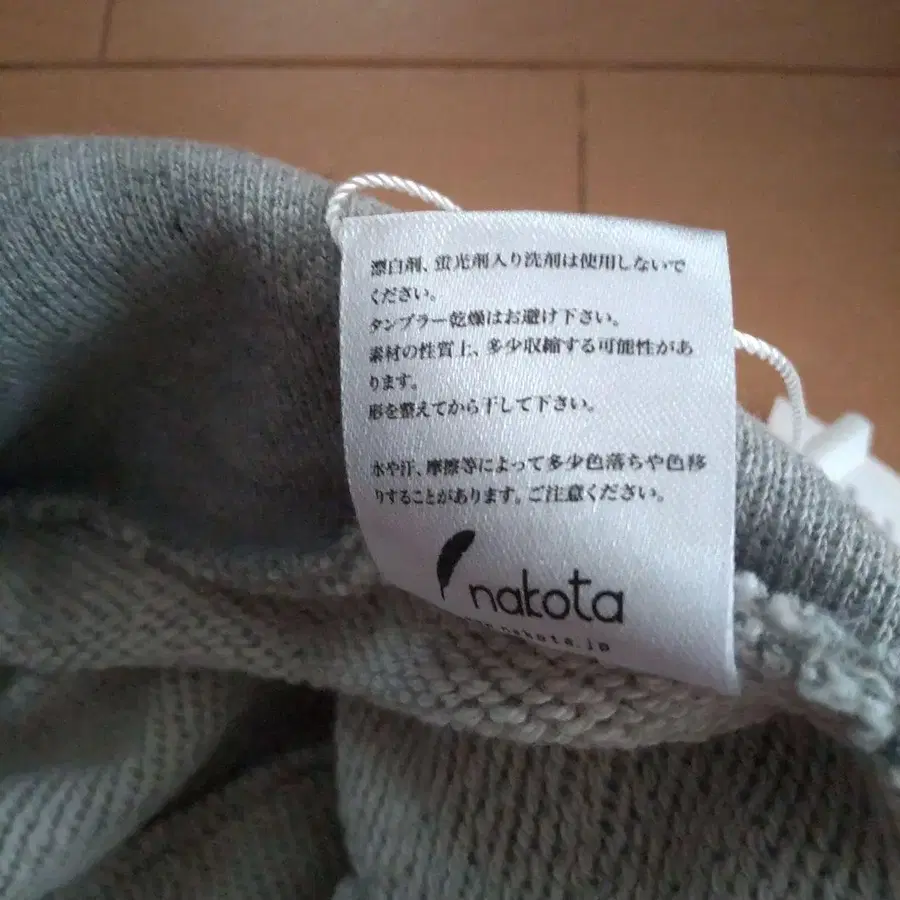 漂白剤、蛍光剤入り洗剤は使用しないで
ください。
タンブラー乾燥はお避け下さい。
素材の性質上、多少収縮する可能性があ
ります。
形を整えてから干して下さい。
水や汗、摩擦等によって多少色落ちや色移
りすることがあります。ご注意ください。
nakota
nakota.jp